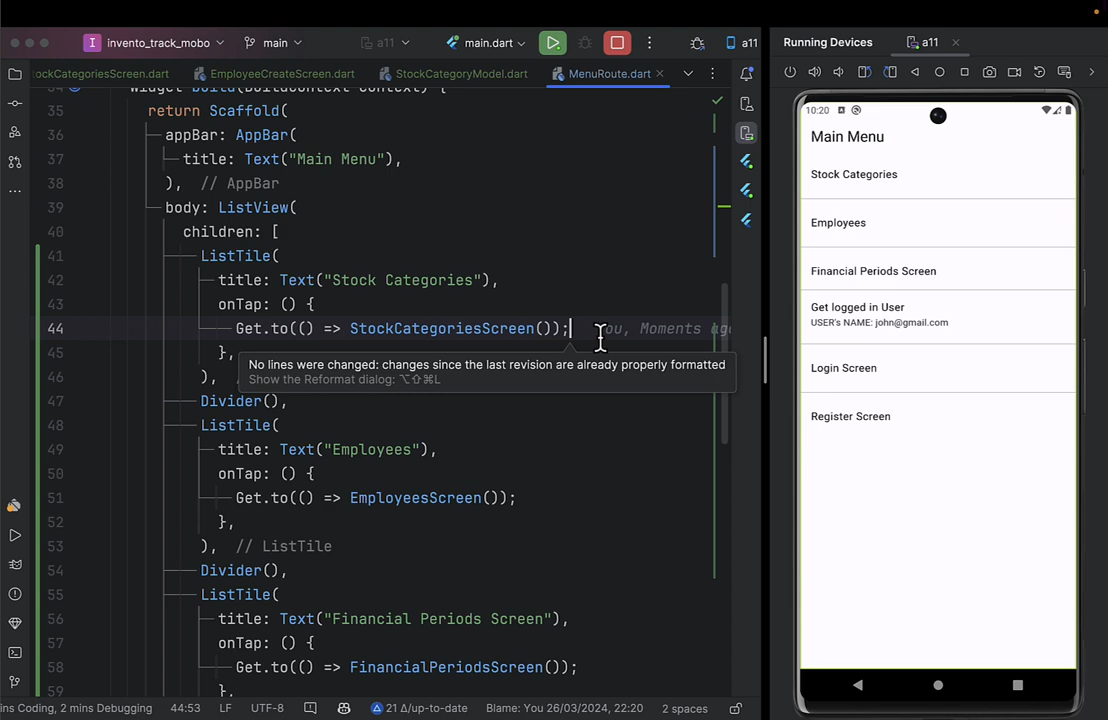 invento_track_mobo
main
a11
main.dart
a11
Running Devices
a11
tockCategoriesScreen.dart
EmployeeCreateScreen.dart
StockCategoryModel.dart
MenuRoute.dart
35 return Scaffold(
36 appBar: AppBar(
37 title: Text("Main Menu"),
38 ), // AppBar
39 body: ListView(
40 children: [
41 ListTile(
42 title: Text("Stock Categories"),
43 onTap: () {
44 Get.to(() => StockCategoriesScreen()); You, Moments ago
45 },
No lines were changed: changes since the last revision are already properly formatted
Show the Reformat dialog: ⌥⇧⌘L
46 ),
47 Divider(),
48 ListTile(
49 title: Text("Employees"),
50 onTap: () {
51 Get.to(() => EmployeesScreen());
52 },
53 ), // ListTile
54 Divider(),
55 ListTile(
56 title: Text("Financial Periods Screen"),
57 onTap: () {
58 Get.to(() => FinancialPeriodsScreen());
59 },
ns Coding, 2 mins Debugging
44:53
LF
UTF-8
21 Δ/up-to-date
Blame: You 26/03/2024, 22:20
2 spaces
10:20
Main Menu
Stock Categories
Employees
Financial Periods Screen
Get logged in User
USER's NAME: john@gmail.com
Login Screen
Register Screen